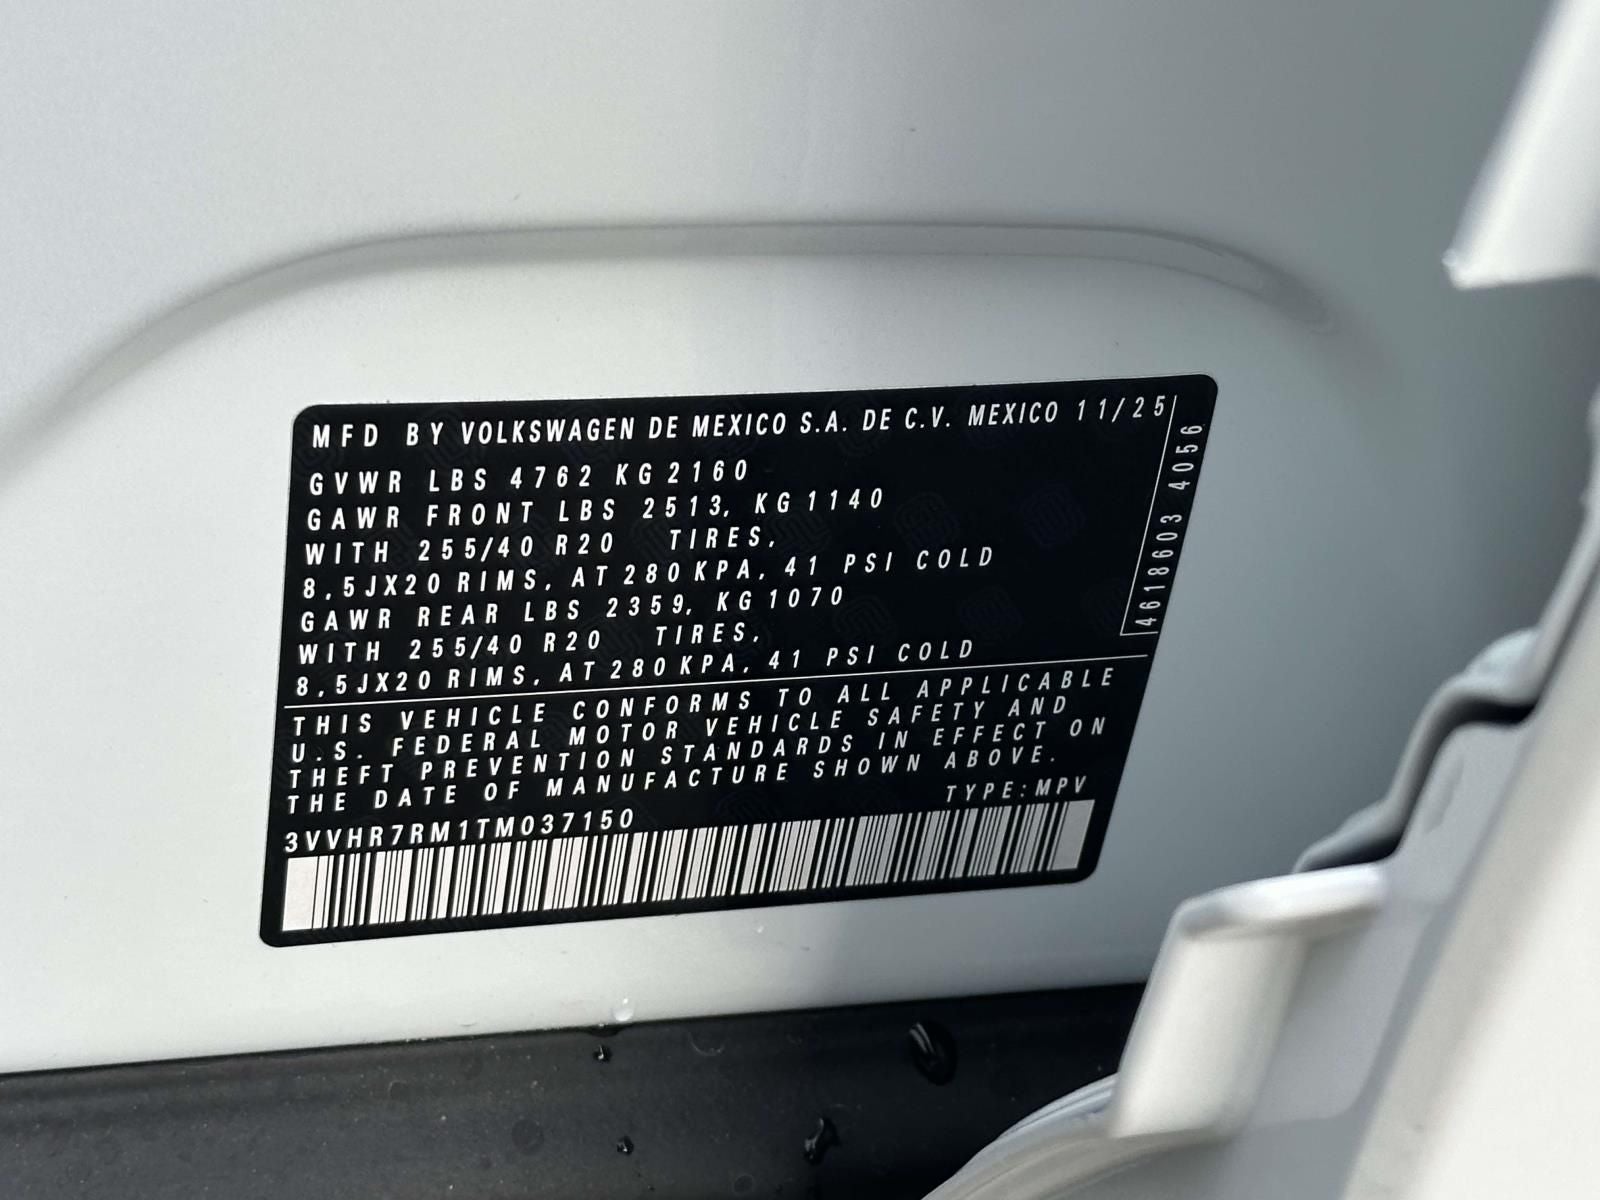 MFD BY VOLKSWAGEN DE MEXICO S.A. DE C.V. MEXICO 11/25
GVWR LBS 4762 KG 2160
GAWR FRONT LBS 2513, KG 1140
WITH 255/40 R20 TIRES,
8,5JX20 RIMS, AT 280 KPA, 41 PSI COLD
GAWR REAR LBS 2359, KG 1070
WITH 255/40 R20 TIRES,
8,5JX20 RIMS, AT 280 KPA, 41 PSI COLD
4618603 4056
THIS VEHICLE CONFORMS TO ALL APPLICABLE
U.S. FEDERAL MOTOR VEHICLE SAFETY AND
THEFT PREVENTION STANDARDS IN EFFECT ON
THE DATE OF MANUFACTURE SHOWN ABOVE.
TYPE: MPV
3VVHR7RM1TM037150